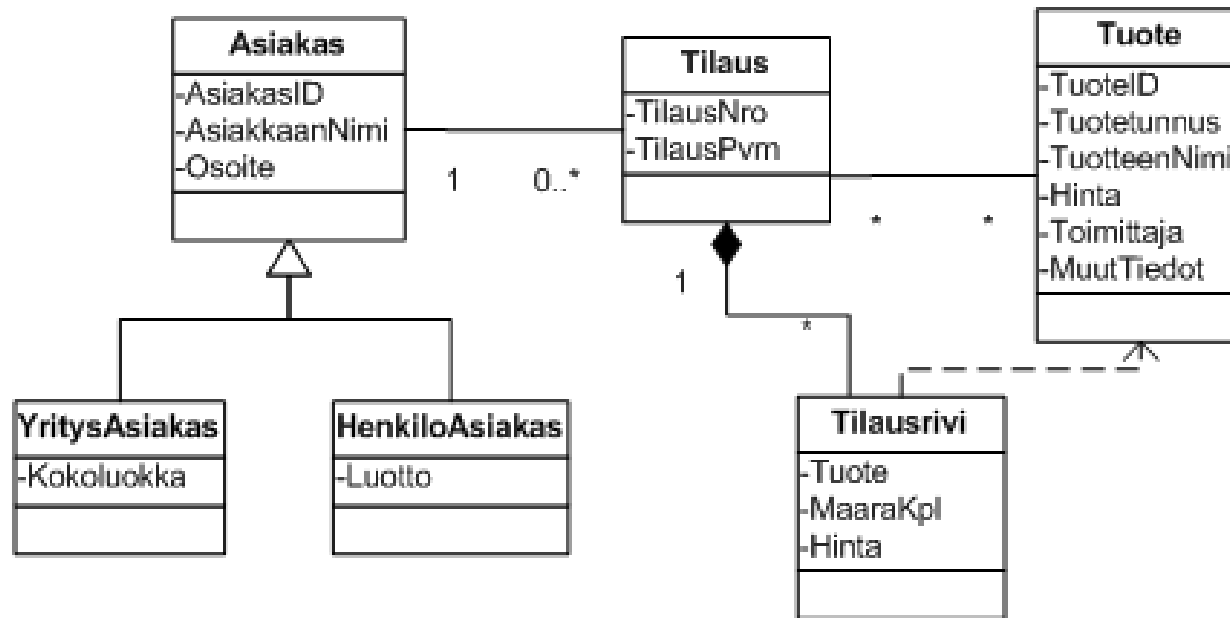 Asiakas
-AsiakasID
-AsiakkaanNimi
-Osoite
1
0..*
Tilaus
-TilausNro
-TilausPvm
*
*
Tuote
-TuoteID
-Tuotetunnus
-TuotteenNimi
-Hinta
-Toimittaja
-MuutTiedot
1
*
YritysAsiakas
-Kokoluokka
HenkiloAsiakas
-Luotto
Tilausrivi
-Tuote
-MaaraKpl
-Hinta